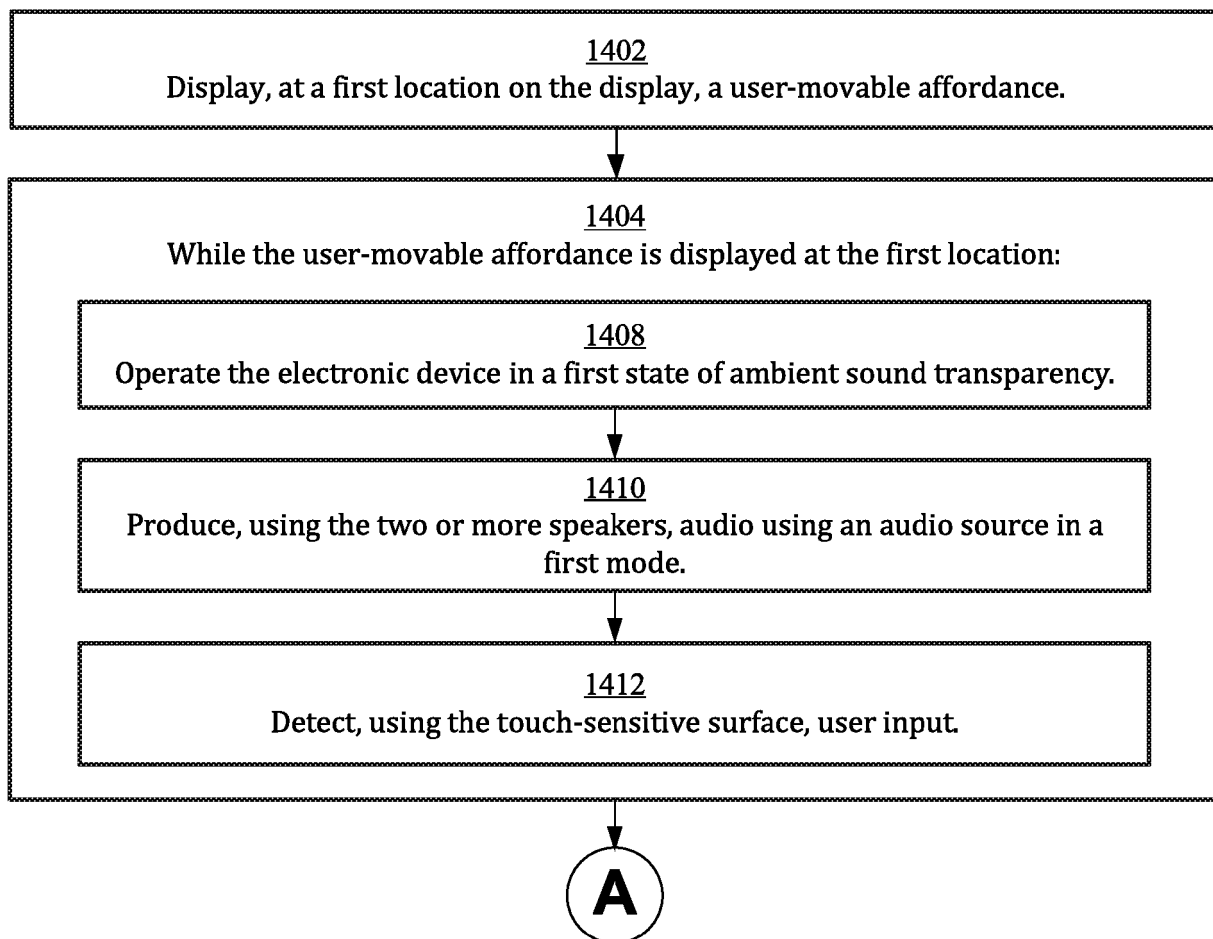 1402
Display, at a first location on the display, a user-movable affordance.
1404
While the user-movable affordance is displayed at the first location:
1408
Operate the electronic device in a first state of ambient sound transparency.
1410
Produce, using the two or more speakers, audio using an audio source in a
first mode.
1412
Detect, using the touch-sensitive surface, user input.
A